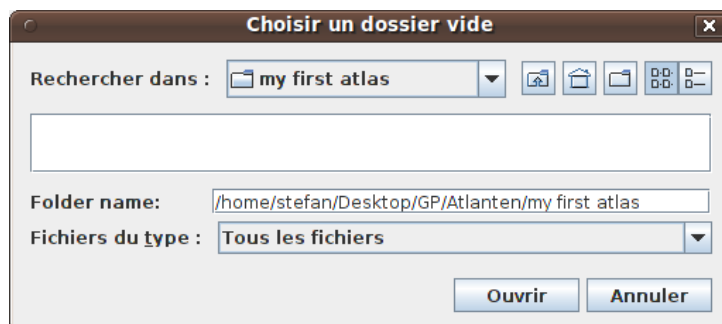 Choisir un dossier vide
Rechercher dans : my first atlas
Folder name: /home/stefan/Desktop/GP/Atlanten/my first atlas
Fichiers du type : Tous les fichiers
Ouvrir Annuler